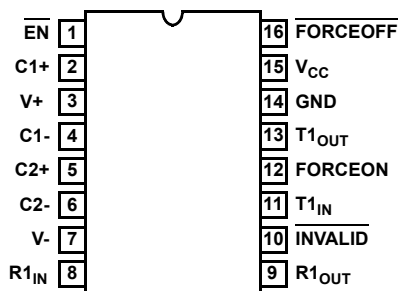 EN 1 16 FORCEOFF
C1+ 2 15 VCC
V+ 3 14 GND
C1- 4 13 T1OUT
C2+ 5 12 FORCEON
C2- 6 11 T1IN
V- 7 10 INVALID
R1IN 8 9 R1OUT